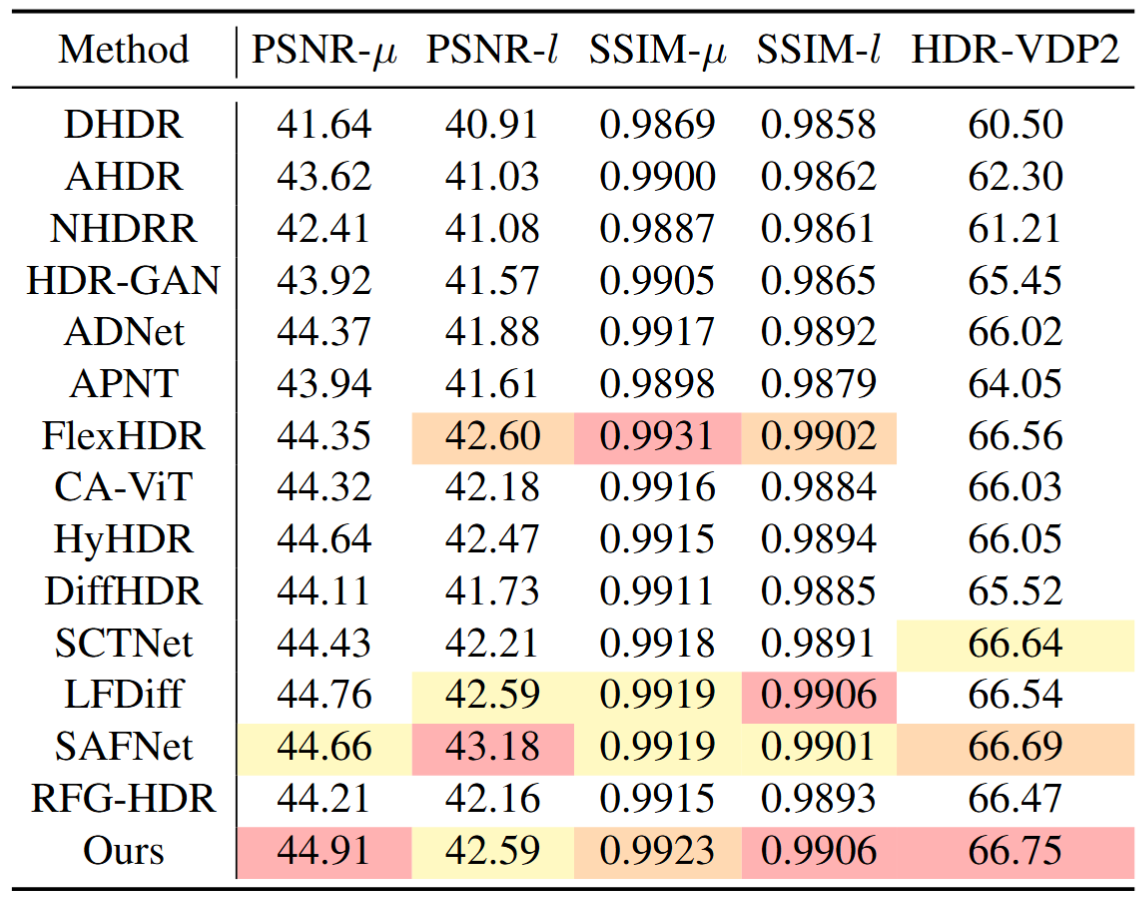 Method PSNR-μ PSNR-l SSIM-μ SSIM-l HDR-VDP2
DHDR 41.64 40.91 0.9869 0.9858 60.50
AHDR 43.62 41.03 0.9900 0.9862 62.30
NHDRR 42.41 41.08 0.9887 0.9861 61.21
HDR-GAN 43.92 41.57 0.9905 0.9865 65.45
ADNet 44.37 41.88 0.9917 0.9892 66.02
APNT 43.94 41.61 0.9898 0.9879 64.05
FlexHDR 44.35 42.60 0.9931 0.9902 66.56
CA-ViT 44.32 42.18 0.9916 0.9884 66.03
HyHDR 44.64 42.47 0.9915 0.9894 66.05
DiffHDR 44.11 41.73 0.9911 0.9885 65.52
SCTNet 44.43 42.21 0.9918 0.9891 66.64
LFDiff 44.76 42.59 0.9919 0.9906 66.54
SAFNet 44.66 43.18 0.9919 0.9901 66.69
RFG-HDR 44.21 42.16 0.9915 0.9893 66.47
Ours 44.91 42.59 0.9923 0.9906 66.75